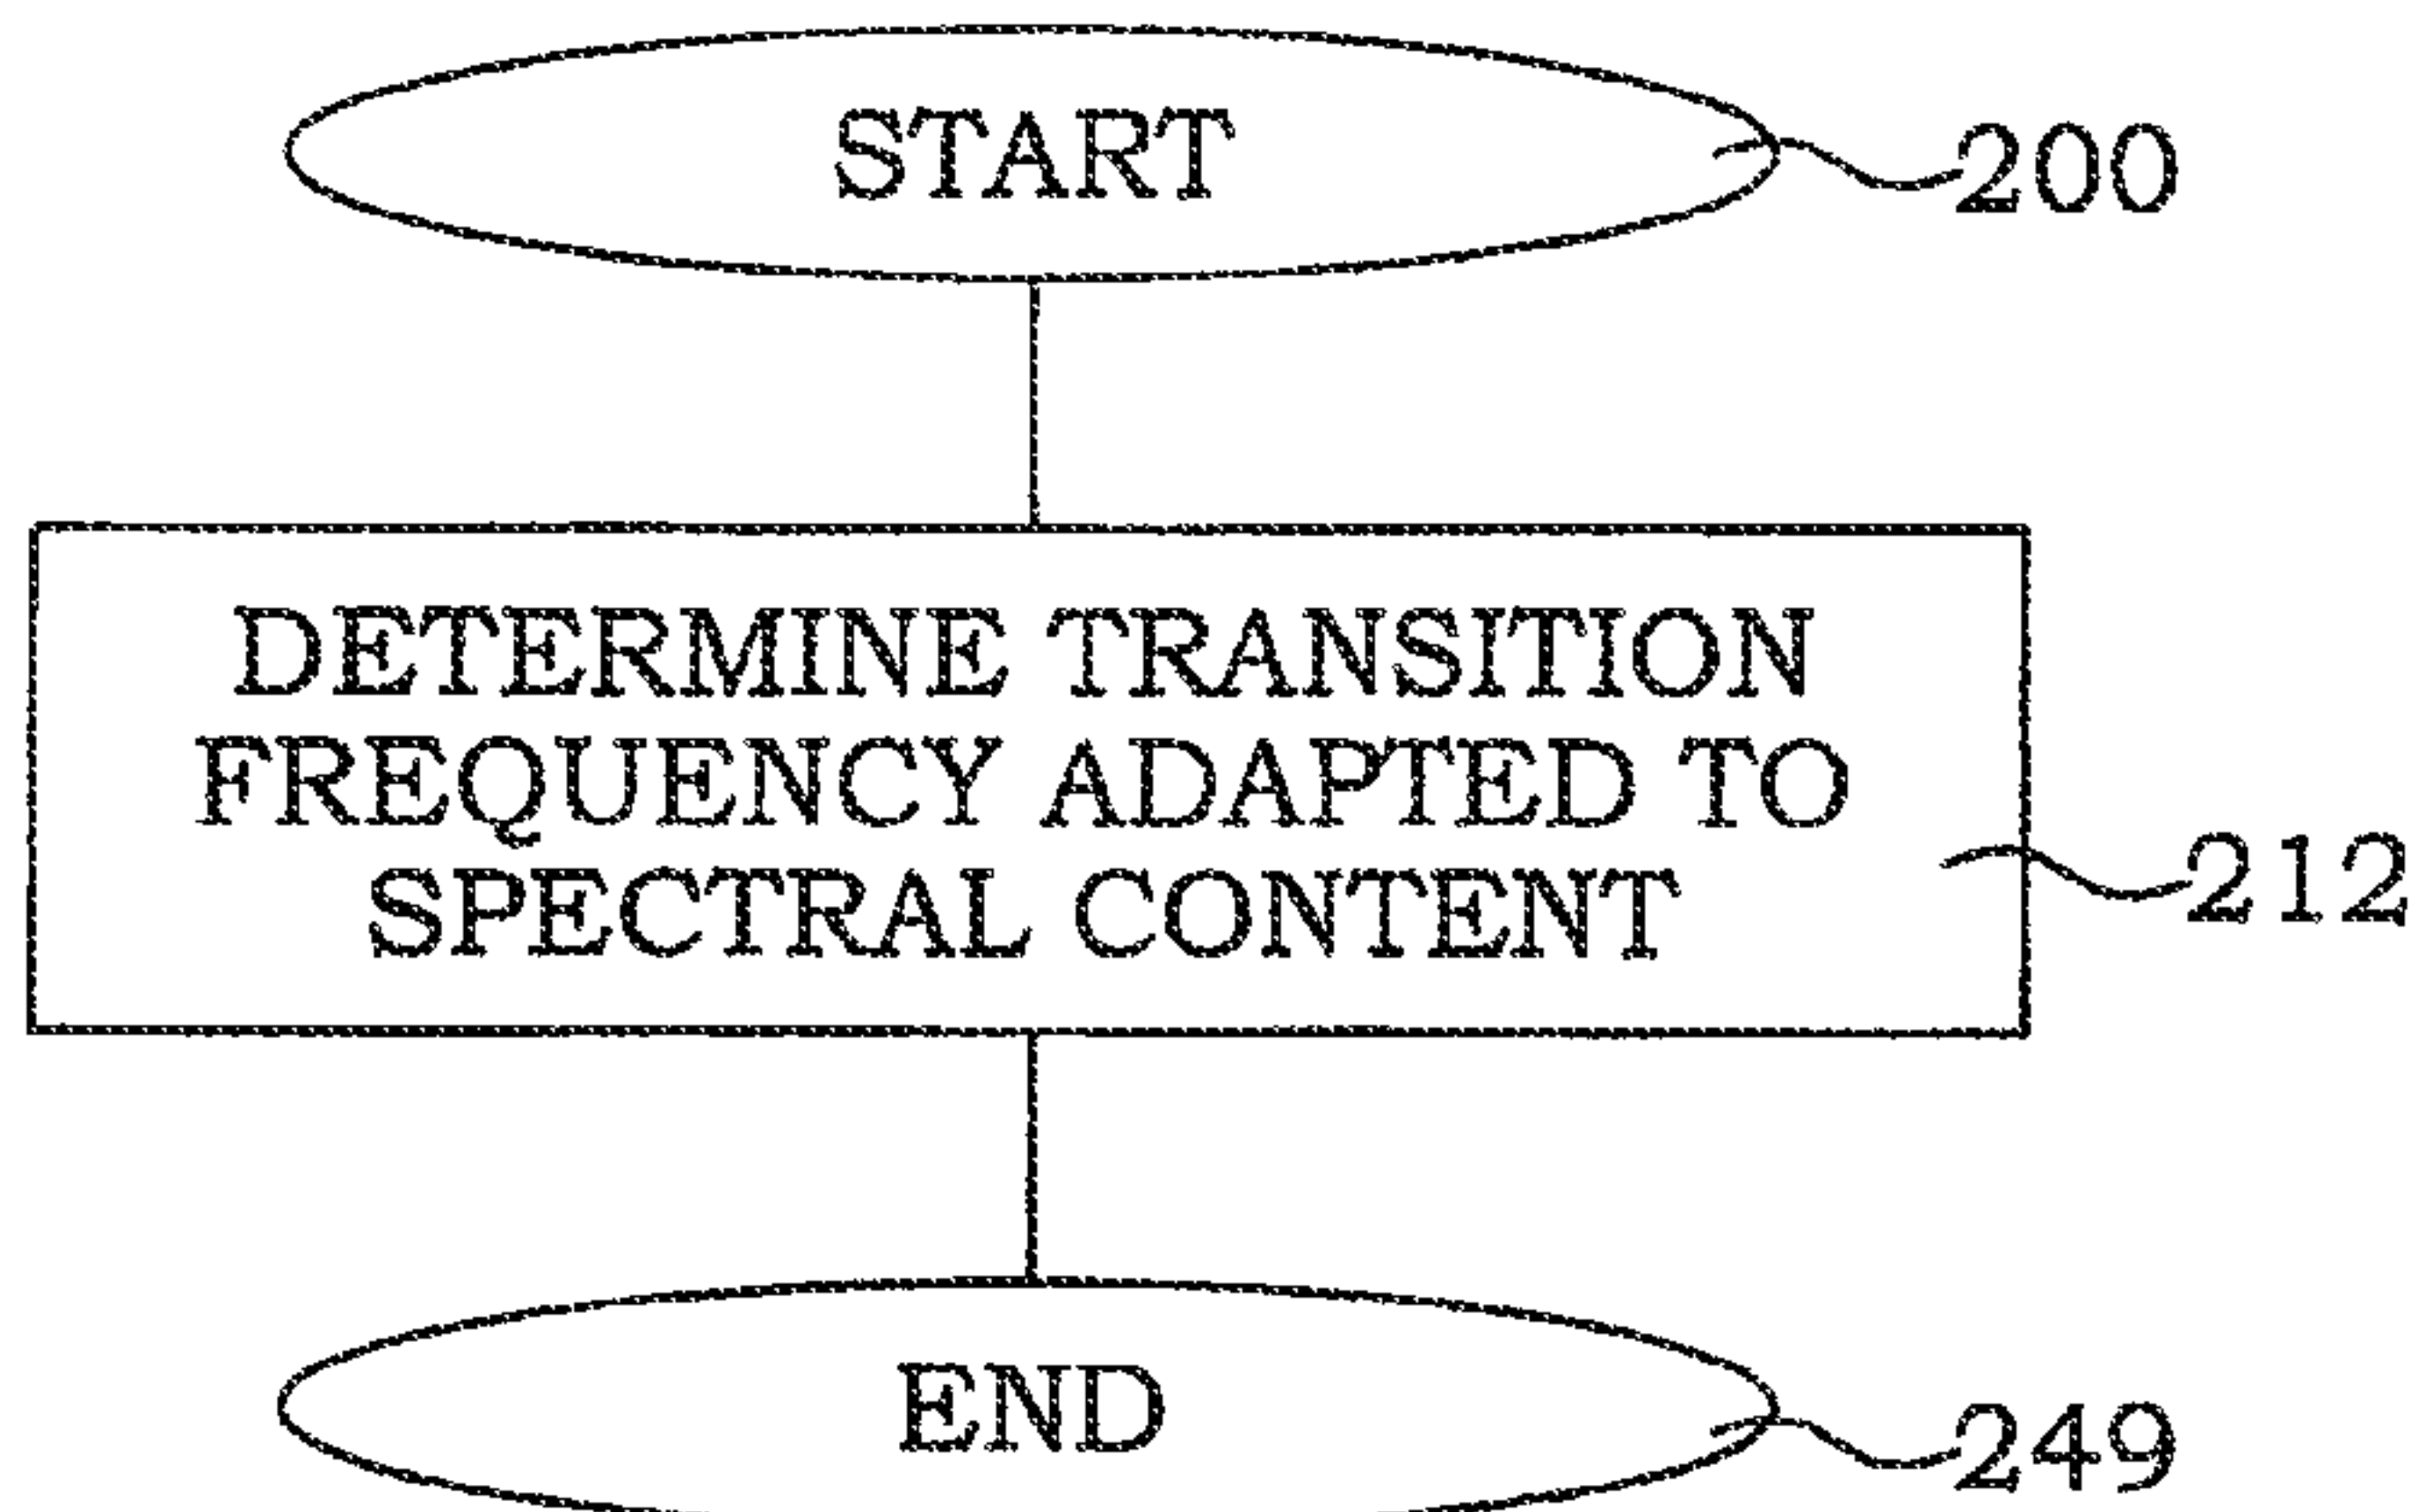 START
200
DETERMINE TRANSITION
FREQUENCY ADAPTED TO
SPECTRAL CONTENT
212
END
249